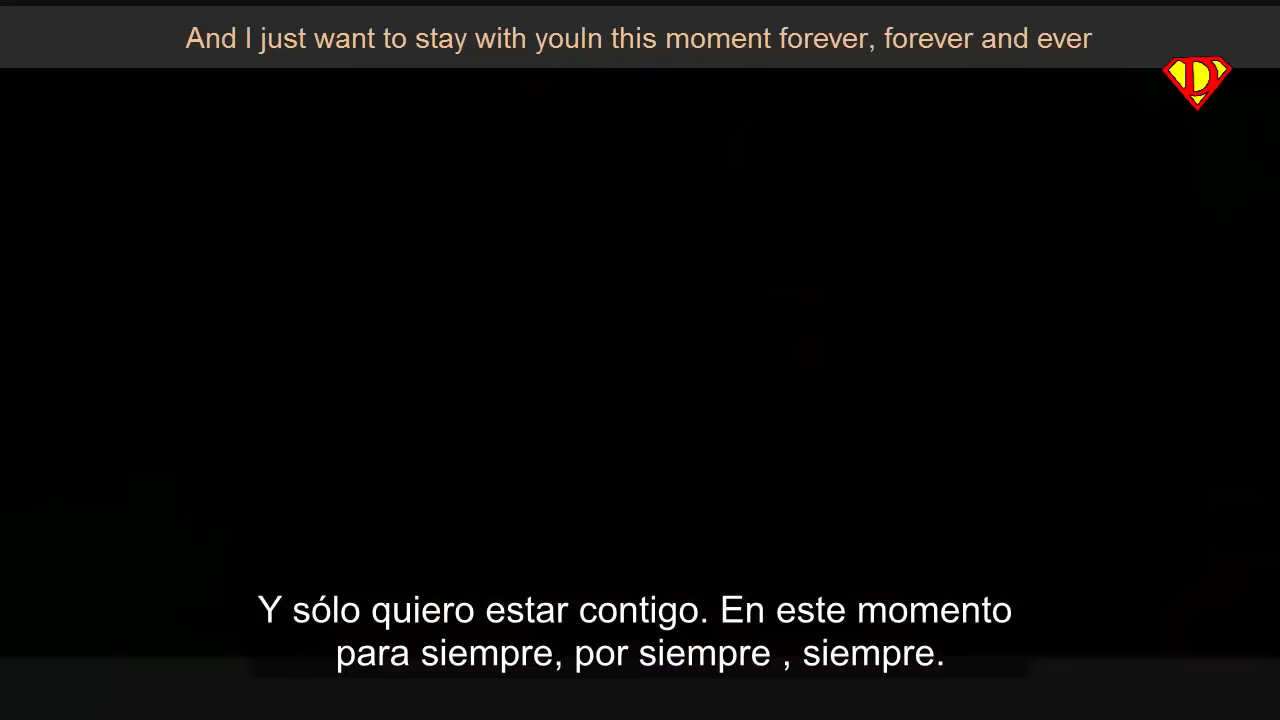 And I just want to stay with youIn this moment forever, forever and ever
D
Y sólo quiero estar contigo. En este momento
para siempre, por siempre , siempre.